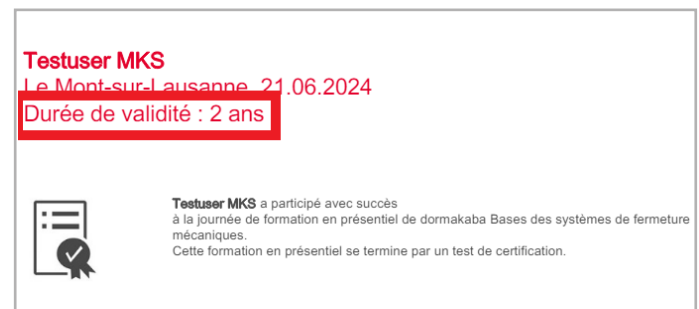 Testuser MKS
Le Mont-sur-Lausanne, 21.06.2024
Durée de validité : 2 ans
Testuser MKS a participé avec succès
à la journée de formation en présentiel de dormakaba Bases des systèmes de fermeture
mécaniques.
Cette formation en présentiel se termine par un test de certification.